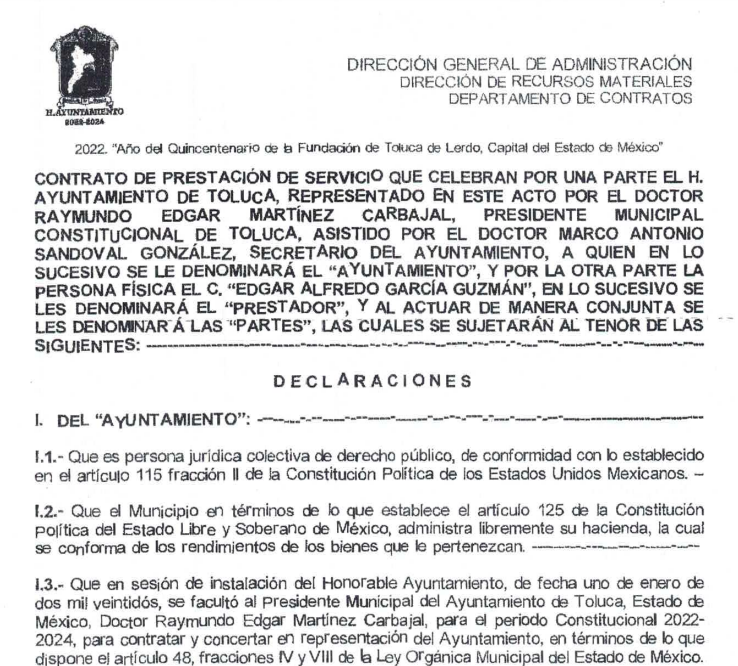 H. AYUNTAMIENTO
2022-2024
DIRECCIÓN GENERAL DE ADMINISTRACIÓN
DIRECCIÓN DE RECURSOS MATERIALES
DEPARTAMENTO DE CONTRATOS
2022. "Año del Quincentenario de la Fundación de Toluca de Lerdo, Capital del Estado de México"
CONTRATO DE PRESTACIÓN DE SERVICIO QUE CELEBRAN POR UNA PARTE EL H.
AYUNTAMIENTO DE TOLUCA, REPRESENTADO EN ESTE ACTO POR EL DOCTOR
RAYMUNDO EDGAR MARTÍNEZ CARBAJAL, PRESIDENTE MUNICIPAL
CONSTITUCIONAL DE TOLUCA, ASISTIDO POR EL DOCTOR MARCO ANTONIO
SANDOVAL GONZÁLEZ, SECRETARIO DEL AYUNTAMIENTO, A QUIEN EN LO
SUCESIVO SE LE DENOMINARÁ EL "AYUNTAMIENTO", Y POR LA OTRA PARTE LA
PERSONA FÍSICA EL C. "EDGAR ALFREDO GARCÍA GUZMÁN", EN LO SUCESIVO SE
LES DENOMINARÁ EL "PRESTADOR", Y AL ACTUAR DE MANERA CONJUNTA SE
LES DENOMINARÁ LAS "PARTES", LAS CUALES SE SUJETARÁN AL TENOR DE LAS
SIGUIENTES: ----------
DECLARACIONES
I. DEL "AYUNTAMIENTO": ----------
I.1.- Que es persona jurídica colectiva de derecho público, de conformidad con lo establecido
en el artículo 115 fracción II de la Constitución Política de los Estados Unidos Mexicanos. –
I.2.- Que el Municipio en términos de lo que establece el artículo 125 de la Constitución
Política del Estado Libre y Soberano de México, administra libremente su hacienda, la cual
se conforma de los rendimientos de los bienes que le pertenezcan. ----------
I.3.- Que en sesión de instalación del Honorable Ayuntamiento, de fecha uno de enero de
dos mil veintidós, se facultó al Presidente Municipal del Ayuntamiento de Toluca, Estado de
México, Doctor Raymundo Edgar Martínez Carbajal, para el periodo Constitucional 2022-
2024, para contratar y concertar en representación del Ayuntamiento, en términos de lo que
dispone el artículo 48, fracciones IV y VIII de la Ley Orgánica Municipal del Estado de México.